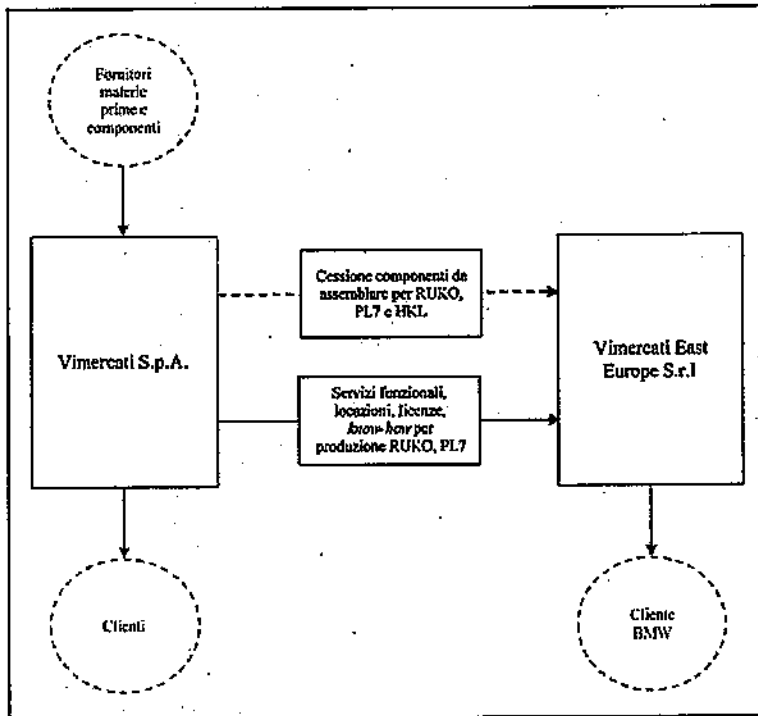 Fornitori
materie
prime e
componenti
Cessione componenti da
assemblare per RUKO,
PL7 e HKL
Vimercati S.p.A.
Vimercati East
Europe S.r.l
Servizi funzionali,
locazioni, licenze,
know-how per
produzione RUKO, PL7
Clienti
Cliente
BMW